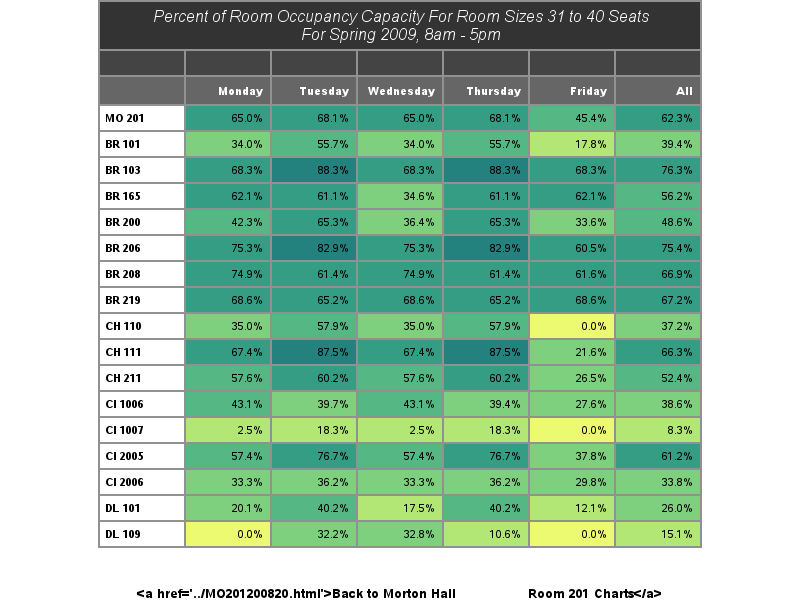 Percent of Room Occupancy Capacity For Room Sizes 31 to 40 Seats
For Spring 2009, 8am - 5pm
Monday Tuesday Wednesday Thursday Friday All
MO 201 65.0% 68.1% 65.0% 68.1% 45.4% 62.3%
BR 101 34.0% 55.7% 34.0% 55.7% 17.8% 39.4%
BR 103 68.3% 88.3% 68.3% 88.3% 68.3% 76.3%
BR 165 62.1% 61.1% 34.6% 61.1% 62.1% 56.2%
BR 200 42.3% 65.3% 36.4% 65.3% 33.6% 48.6%
BR 206 75.3% 82.9% 75.3% 82.9% 60.5% 75.4%
BR 208 74.9% 61.4% 74.9% 61.4% 61.6% 66.9%
BR 219 68.6% 65.2% 68.6% 65.2% 68.6% 67.2%
CH 110 35.0% 57.9% 35.0% 57.9% 0.0% 37.2%
CH 111 67.4% 87.5% 67.4% 87.5% 21.6% 66.3%
CH 211 57.6% 60.2% 57.6% 60.2% 26.5% 52.4%
CI 1006 43.1% 39.7% 43.1% 39.4% 27.6% 38.6%
CI 1007 2.5% 18.3% 2.5% 18.3% 0.0% 8.3%
CI 2005 57.4% 76.7% 57.4% 76.7% 37.8% 61.2%
CI 2006 33.3% 36.2% 33.3% 36.2% 29.8% 33.8%
DL 101 20.1% 40.2% 17.5% 40.2% 12.1% 26.0%
DL 109 0.0% 32.2% 32.8% 10.6% 0.0% 15.1%
<a href='../MO201200820.html'>Back to Morton Hall Room 201 Charts</a>